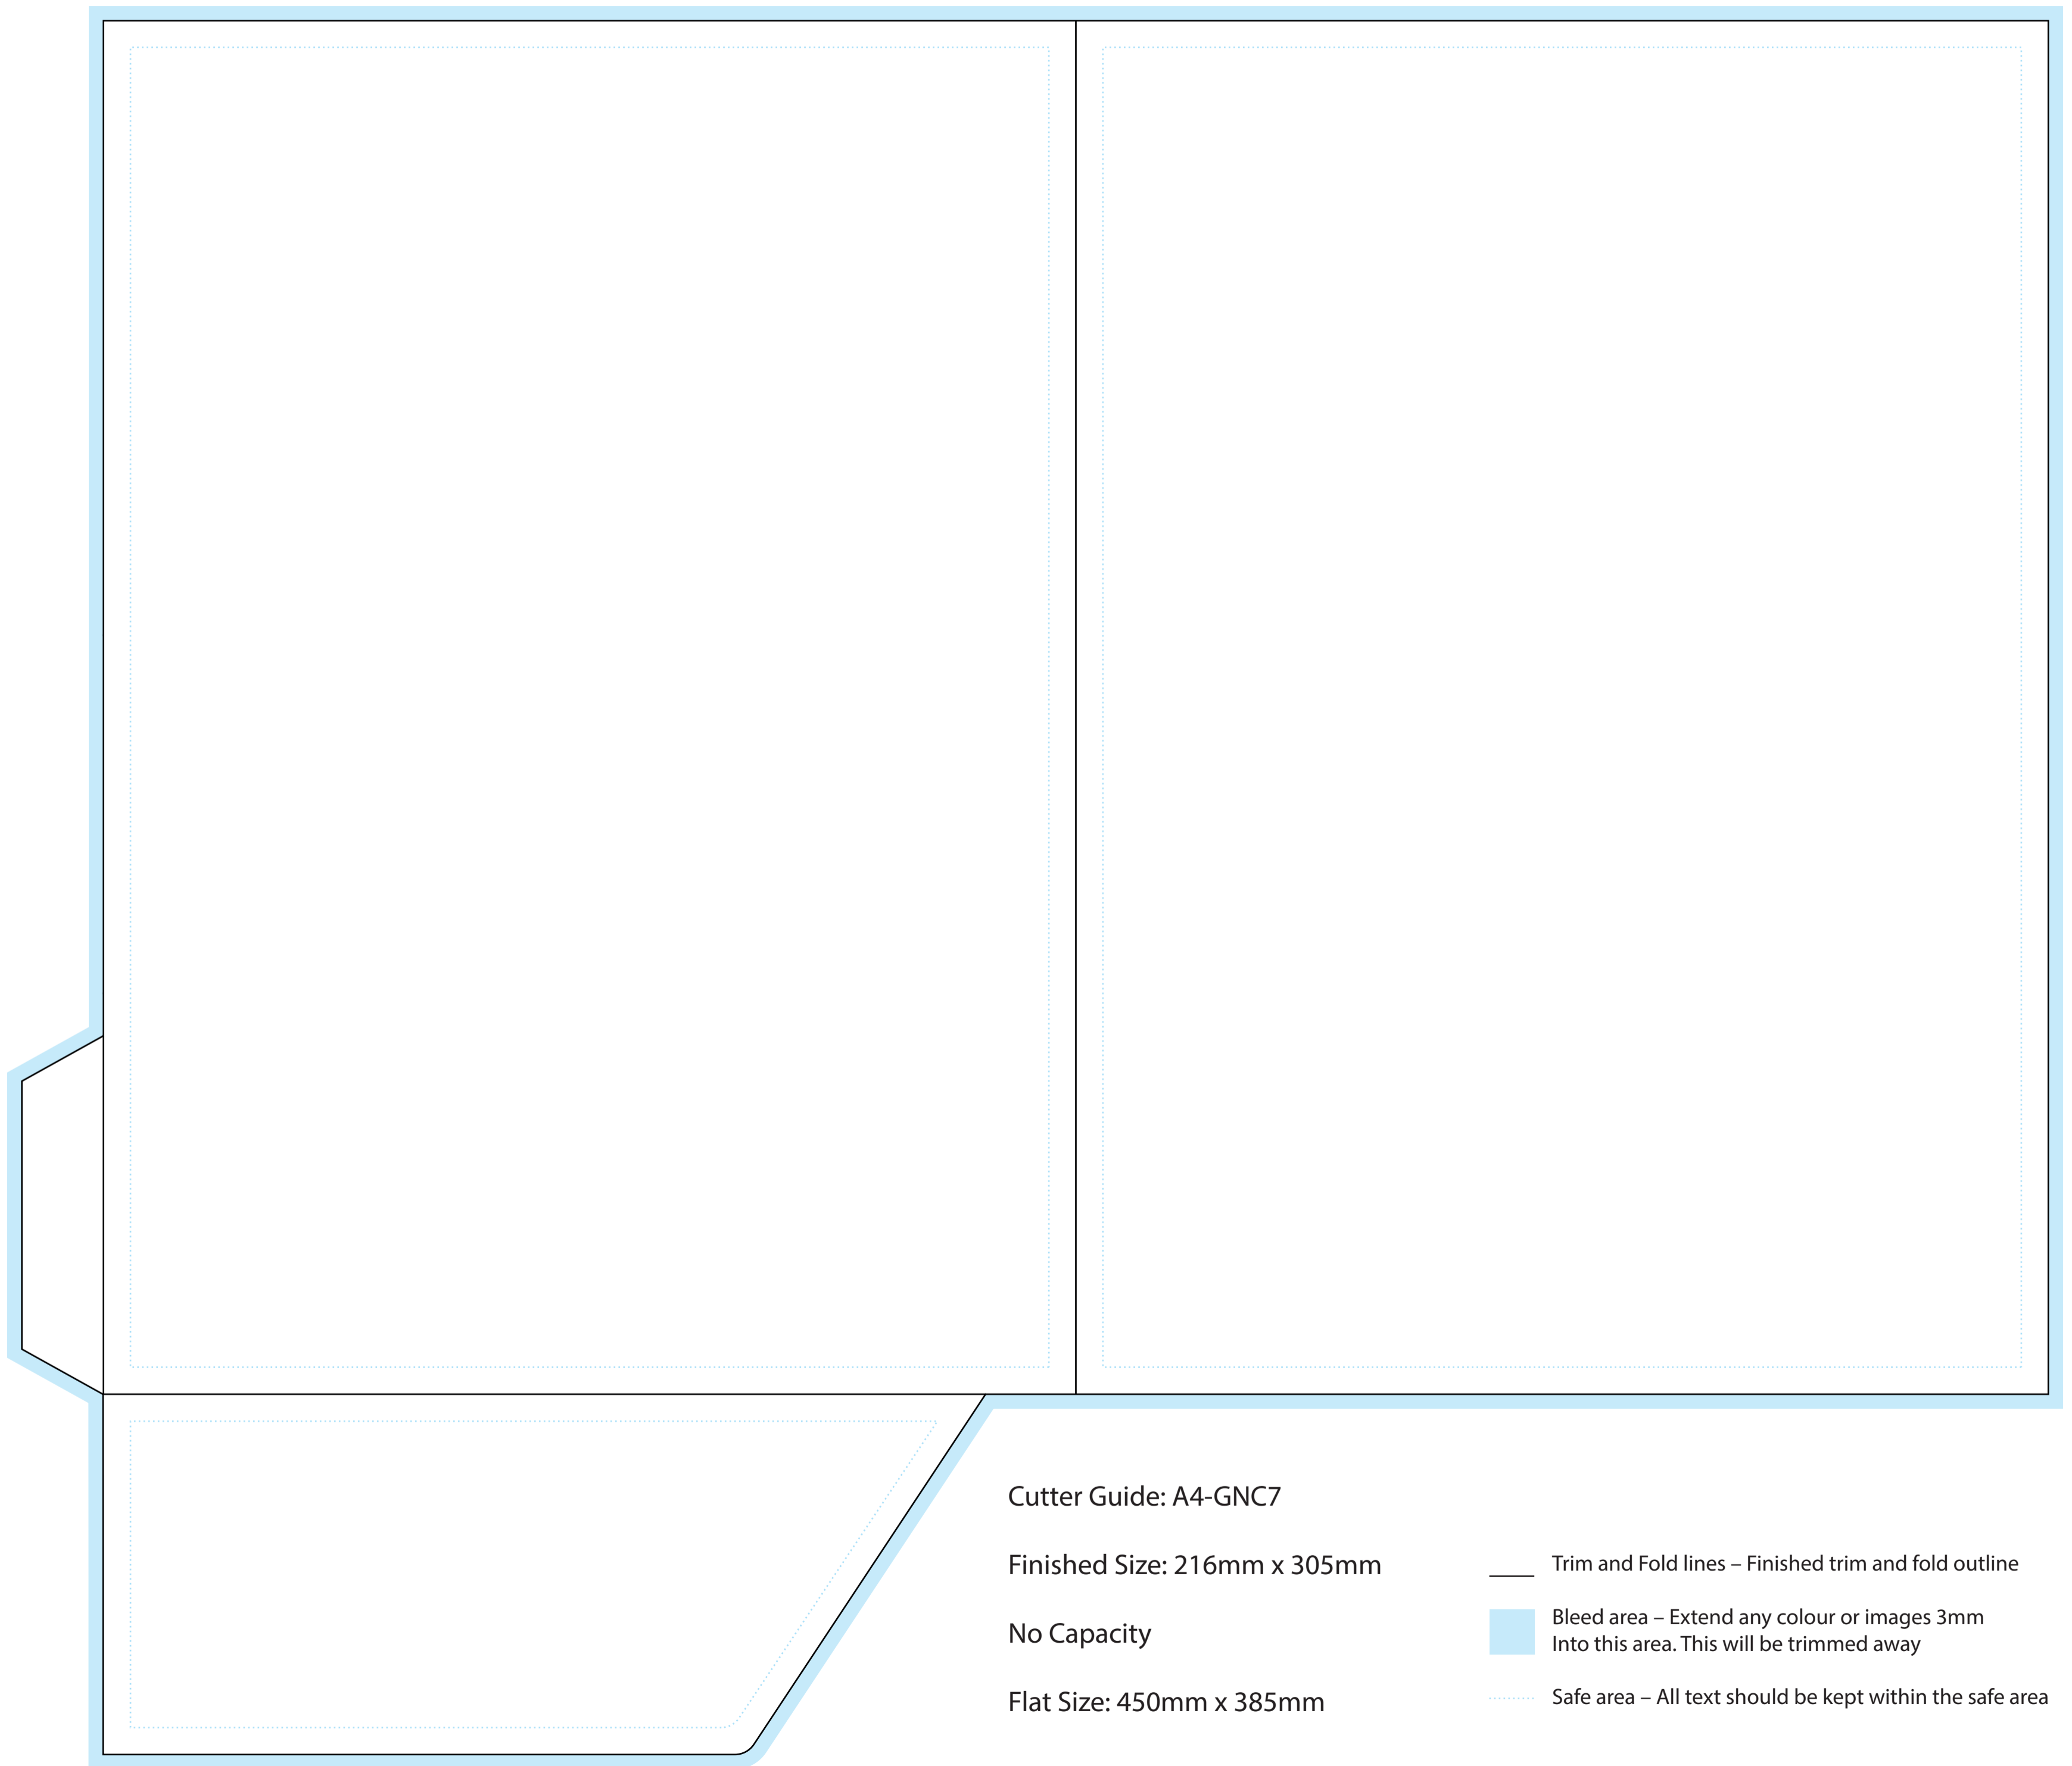 Cutter Guide: A4-GNC7
Finished Size: 216mm x 305mm
No Capacity
Flat Size: 450mm x 385mm
Trim and Fold lines – Finished trim and fold outline
Bleed area – Extend any colour or images 3mm
Into this area. This will be trimmed away
Safe area – All text should be kept within the safe area